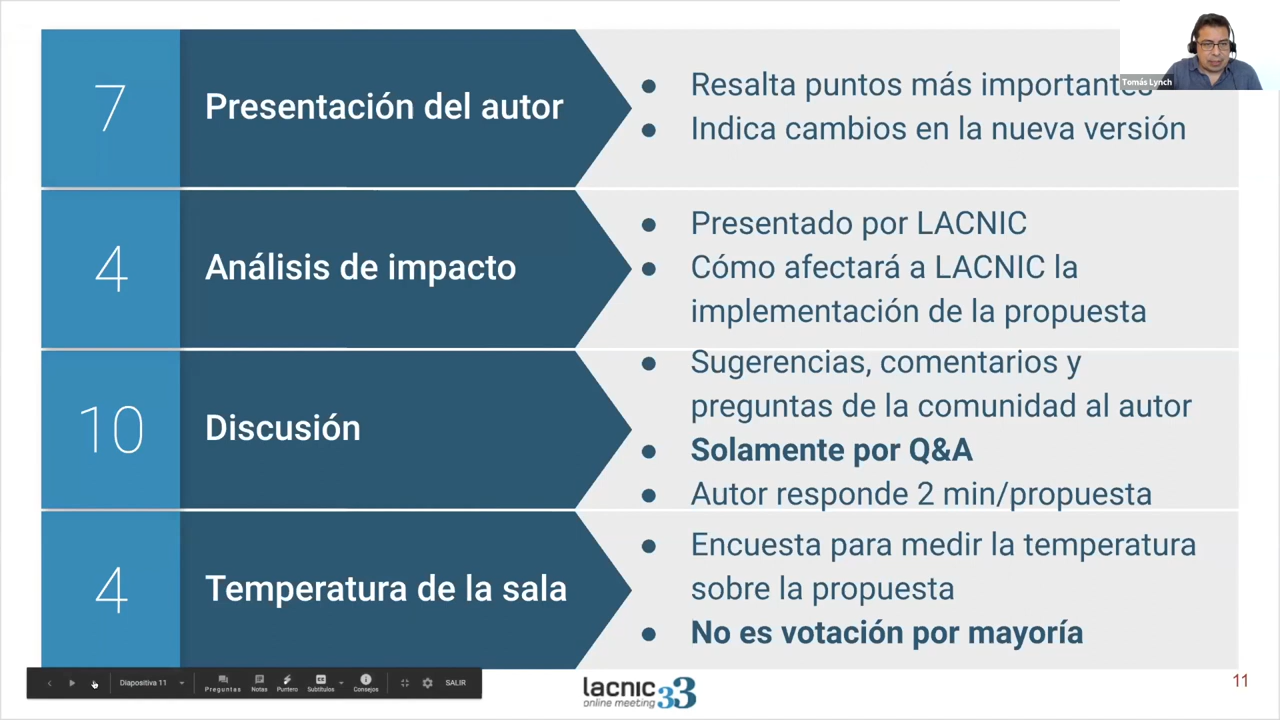 7
Presentación del autor
● Resalta puntos más importantes
● Indica cambios en la nueva versión
Tomás Lynch
4
Análisis de impacto
● Presentado por LACNIC
● Cómo afectará a LACNIC la
implementación de la propuesta
10
Discusión
● Sugerencias, comentarios y
preguntas de la comunidad al autor
● Solamente por Q&A
● Autor responde 2 min/propuesta
4
Temperatura de la sala
● Encuesta para medir la temperatura
sobre la propuesta
● No es votación por mayoría
Diapositiva 11
Preguntas
Notas
Puntero
Subtítulos
Consejos
SALIR
lacnic 33
online meeting
11